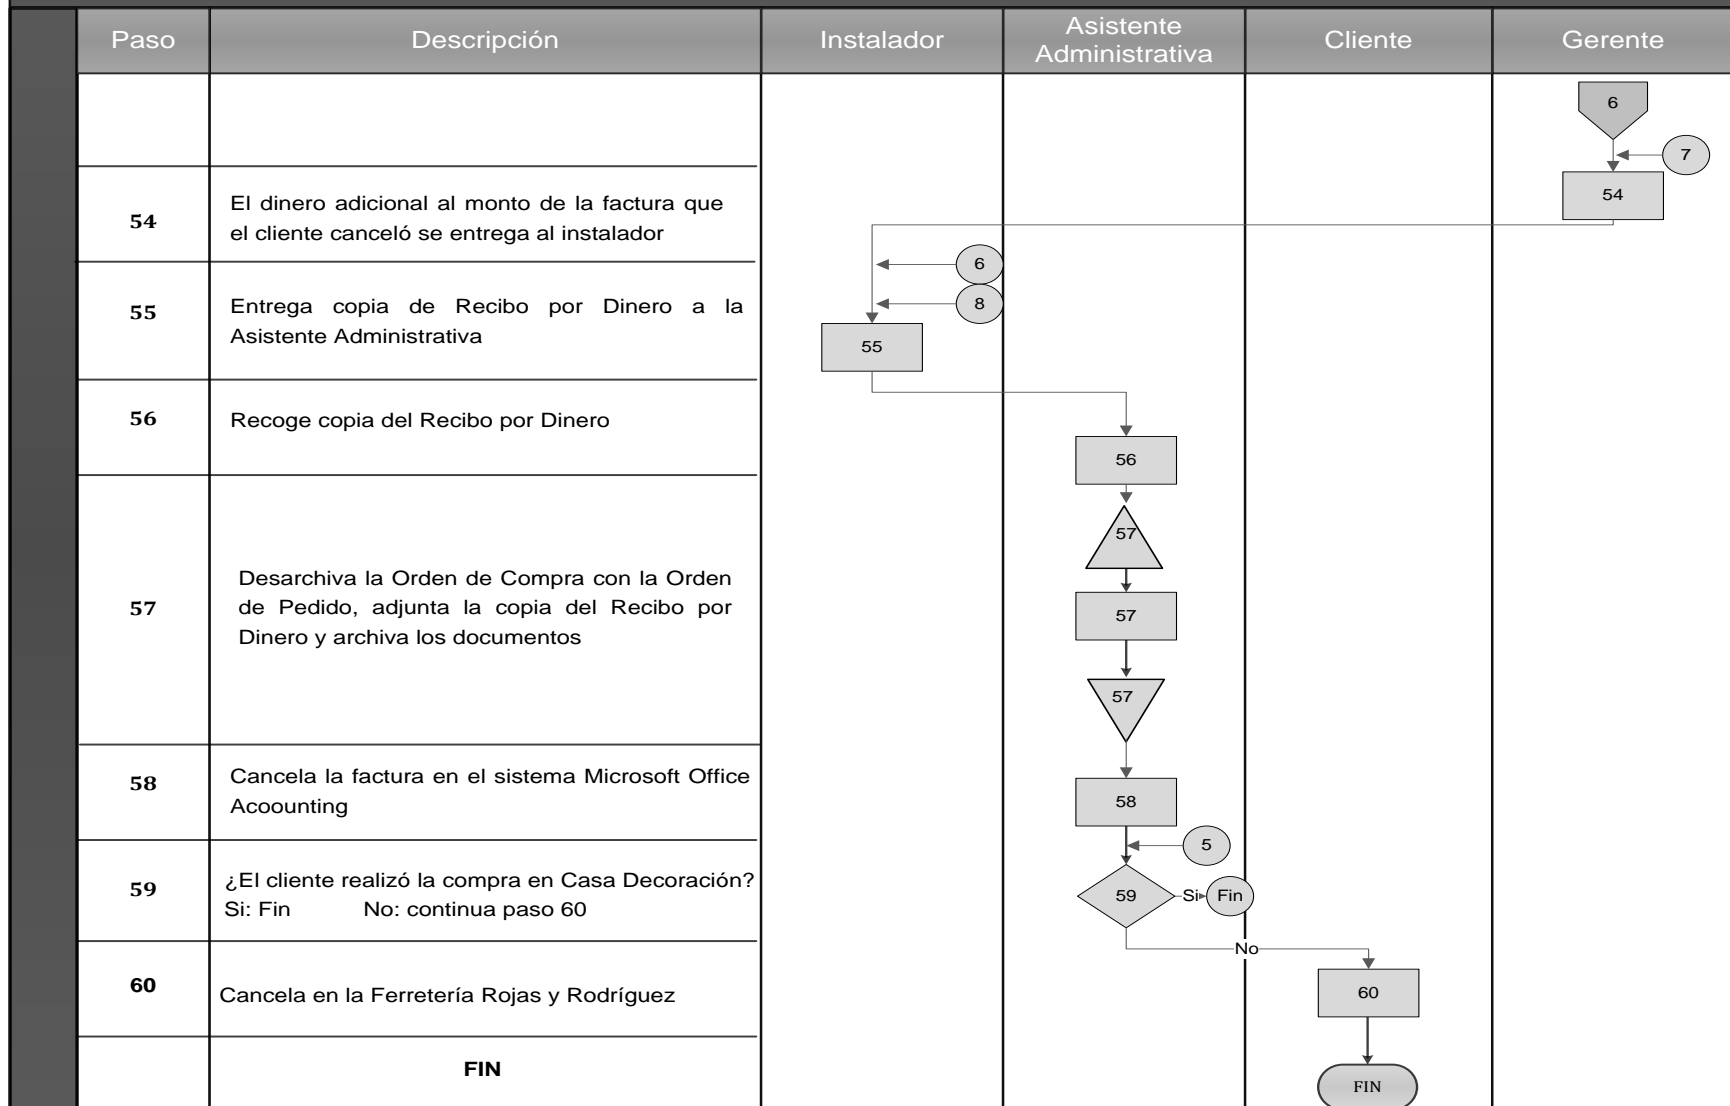 Paso Descripción Instalador Asistente Administrativa Cliente Gerente
6
7
54
El dinero adicional al monto de la factura que
el cliente canceló se entrega al instalador
54
6
8
55
Entrega copia de Recibo por Dinero a la
Asistente Administrativa
55
56
Recoge copia del Recibo por Dinero
56
57
57
Desarchiva la Orden de Compra con la Orden
de Pedido, adjunta la copia del Recibo por
Dinero y archiva los documentos
57
57
58
Cancela la factura en el sistema Microsoft Office
Acoounting
58
5
59
¿El cliente realizó la compra en Casa Decoración?
Si: Fin No: continua paso 60
59
Si
Fin
No
60
Cancela en la Ferretería Rojas y Rodríguez
60
FIN
FIN